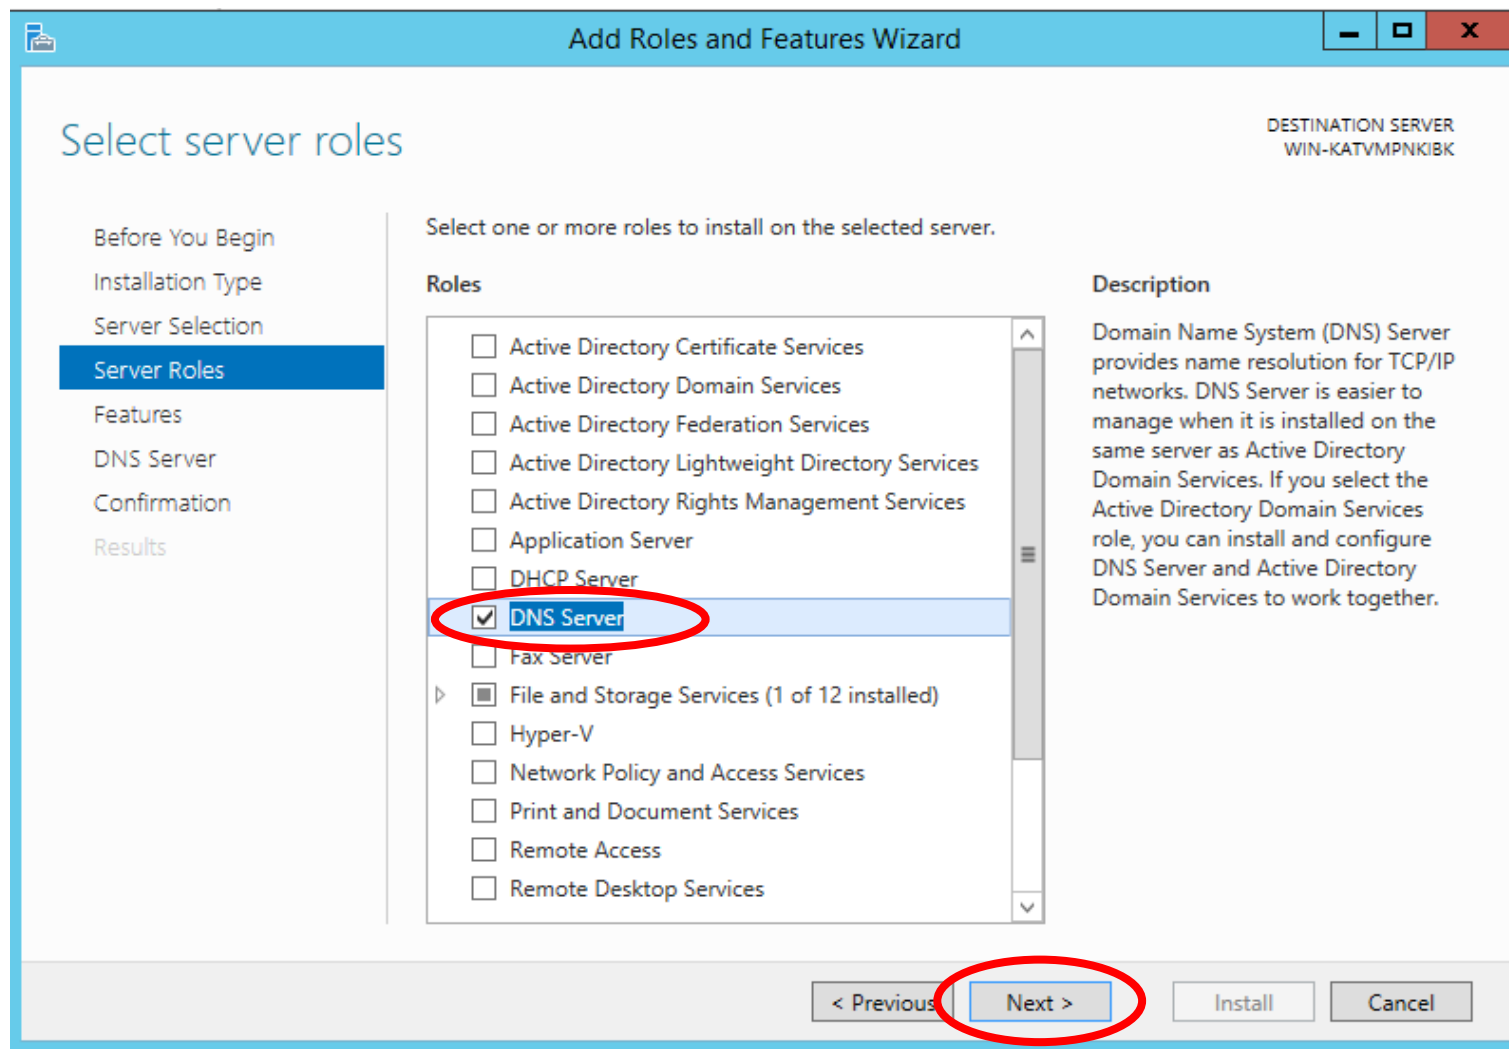 Add Roles and Features Wizard
Select server roles
DESTINATION SERVER
WIN-KATVMPNKIBK
Before You Begin
Installation Type
Server Selection
Server Roles
Features
DNS Server
Confirmation
Results
Select one or more roles to install on the selected server.
Roles
Active Directory Certificate Services
Active Directory Domain Services
Active Directory Federation Services
Active Directory Lightweight Directory Services
Active Directory Rights Management Services
Application Server
DHCP Server
DNS Server
Fax Server
File and Storage Services (1 of 12 installed)
Hyper-V
Network Policy and Access Services
Print and Document Services
Remote Access
Remote Desktop Services
Description
Domain Name System (DNS) Server
provides name resolution for TCP/IP
networks. DNS Server is easier to
manage when it is installed on the
same server as Active Directory
Domain Services. If you select the
Active Directory Domain Services
role, you can install and configure
DNS Server and Active Directory
Domain Services to work together.
< Previous
Next >
Install
Cancel